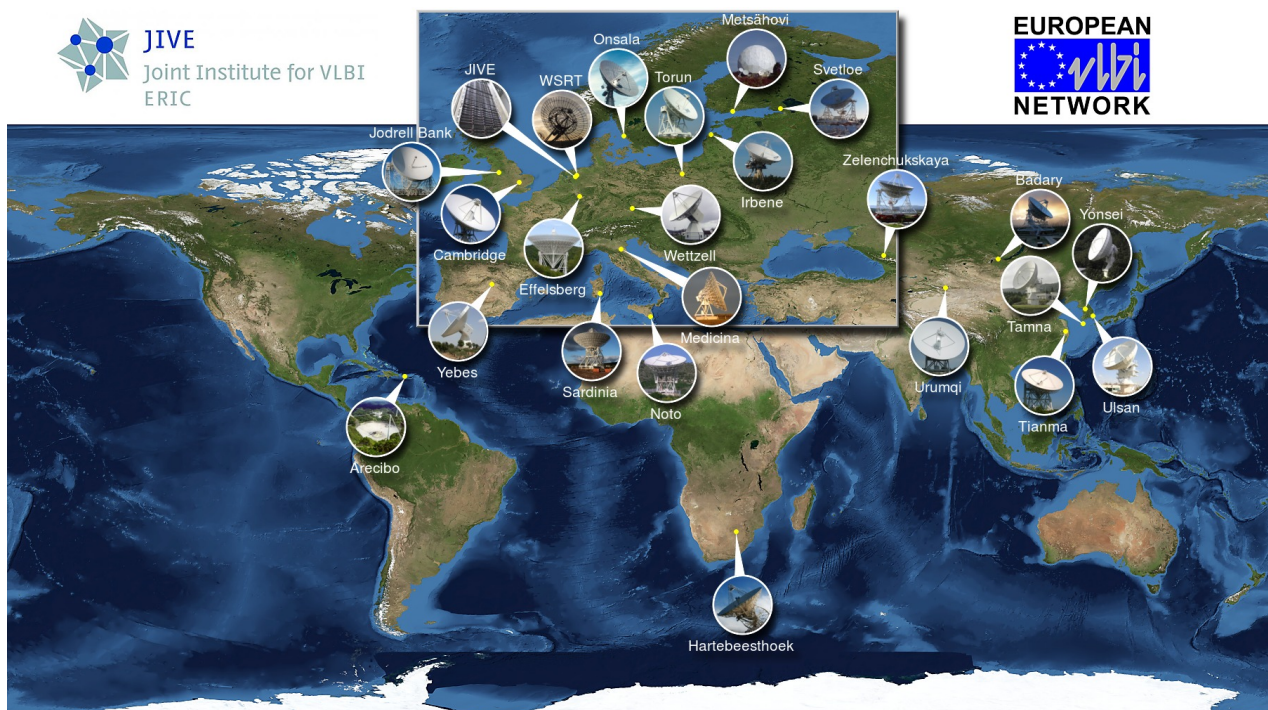 JIVE
Joint Institute for VLBI
ERIC
EUROPEAN
vlbi
NETWORK
Metsähovi
Onsala
JIVE
WSRT
Torun
Svetloe
Jodrell Bank
Zelenchukskaya
Badary
Irbene
Yonsei
Cambridge
Wettzell
Effelsberg
Tamna
Medicina
Yebes
Sardinia
Noto
Urumqi
Ulsan
Tianma
Arecibo
Hartebeesthoek